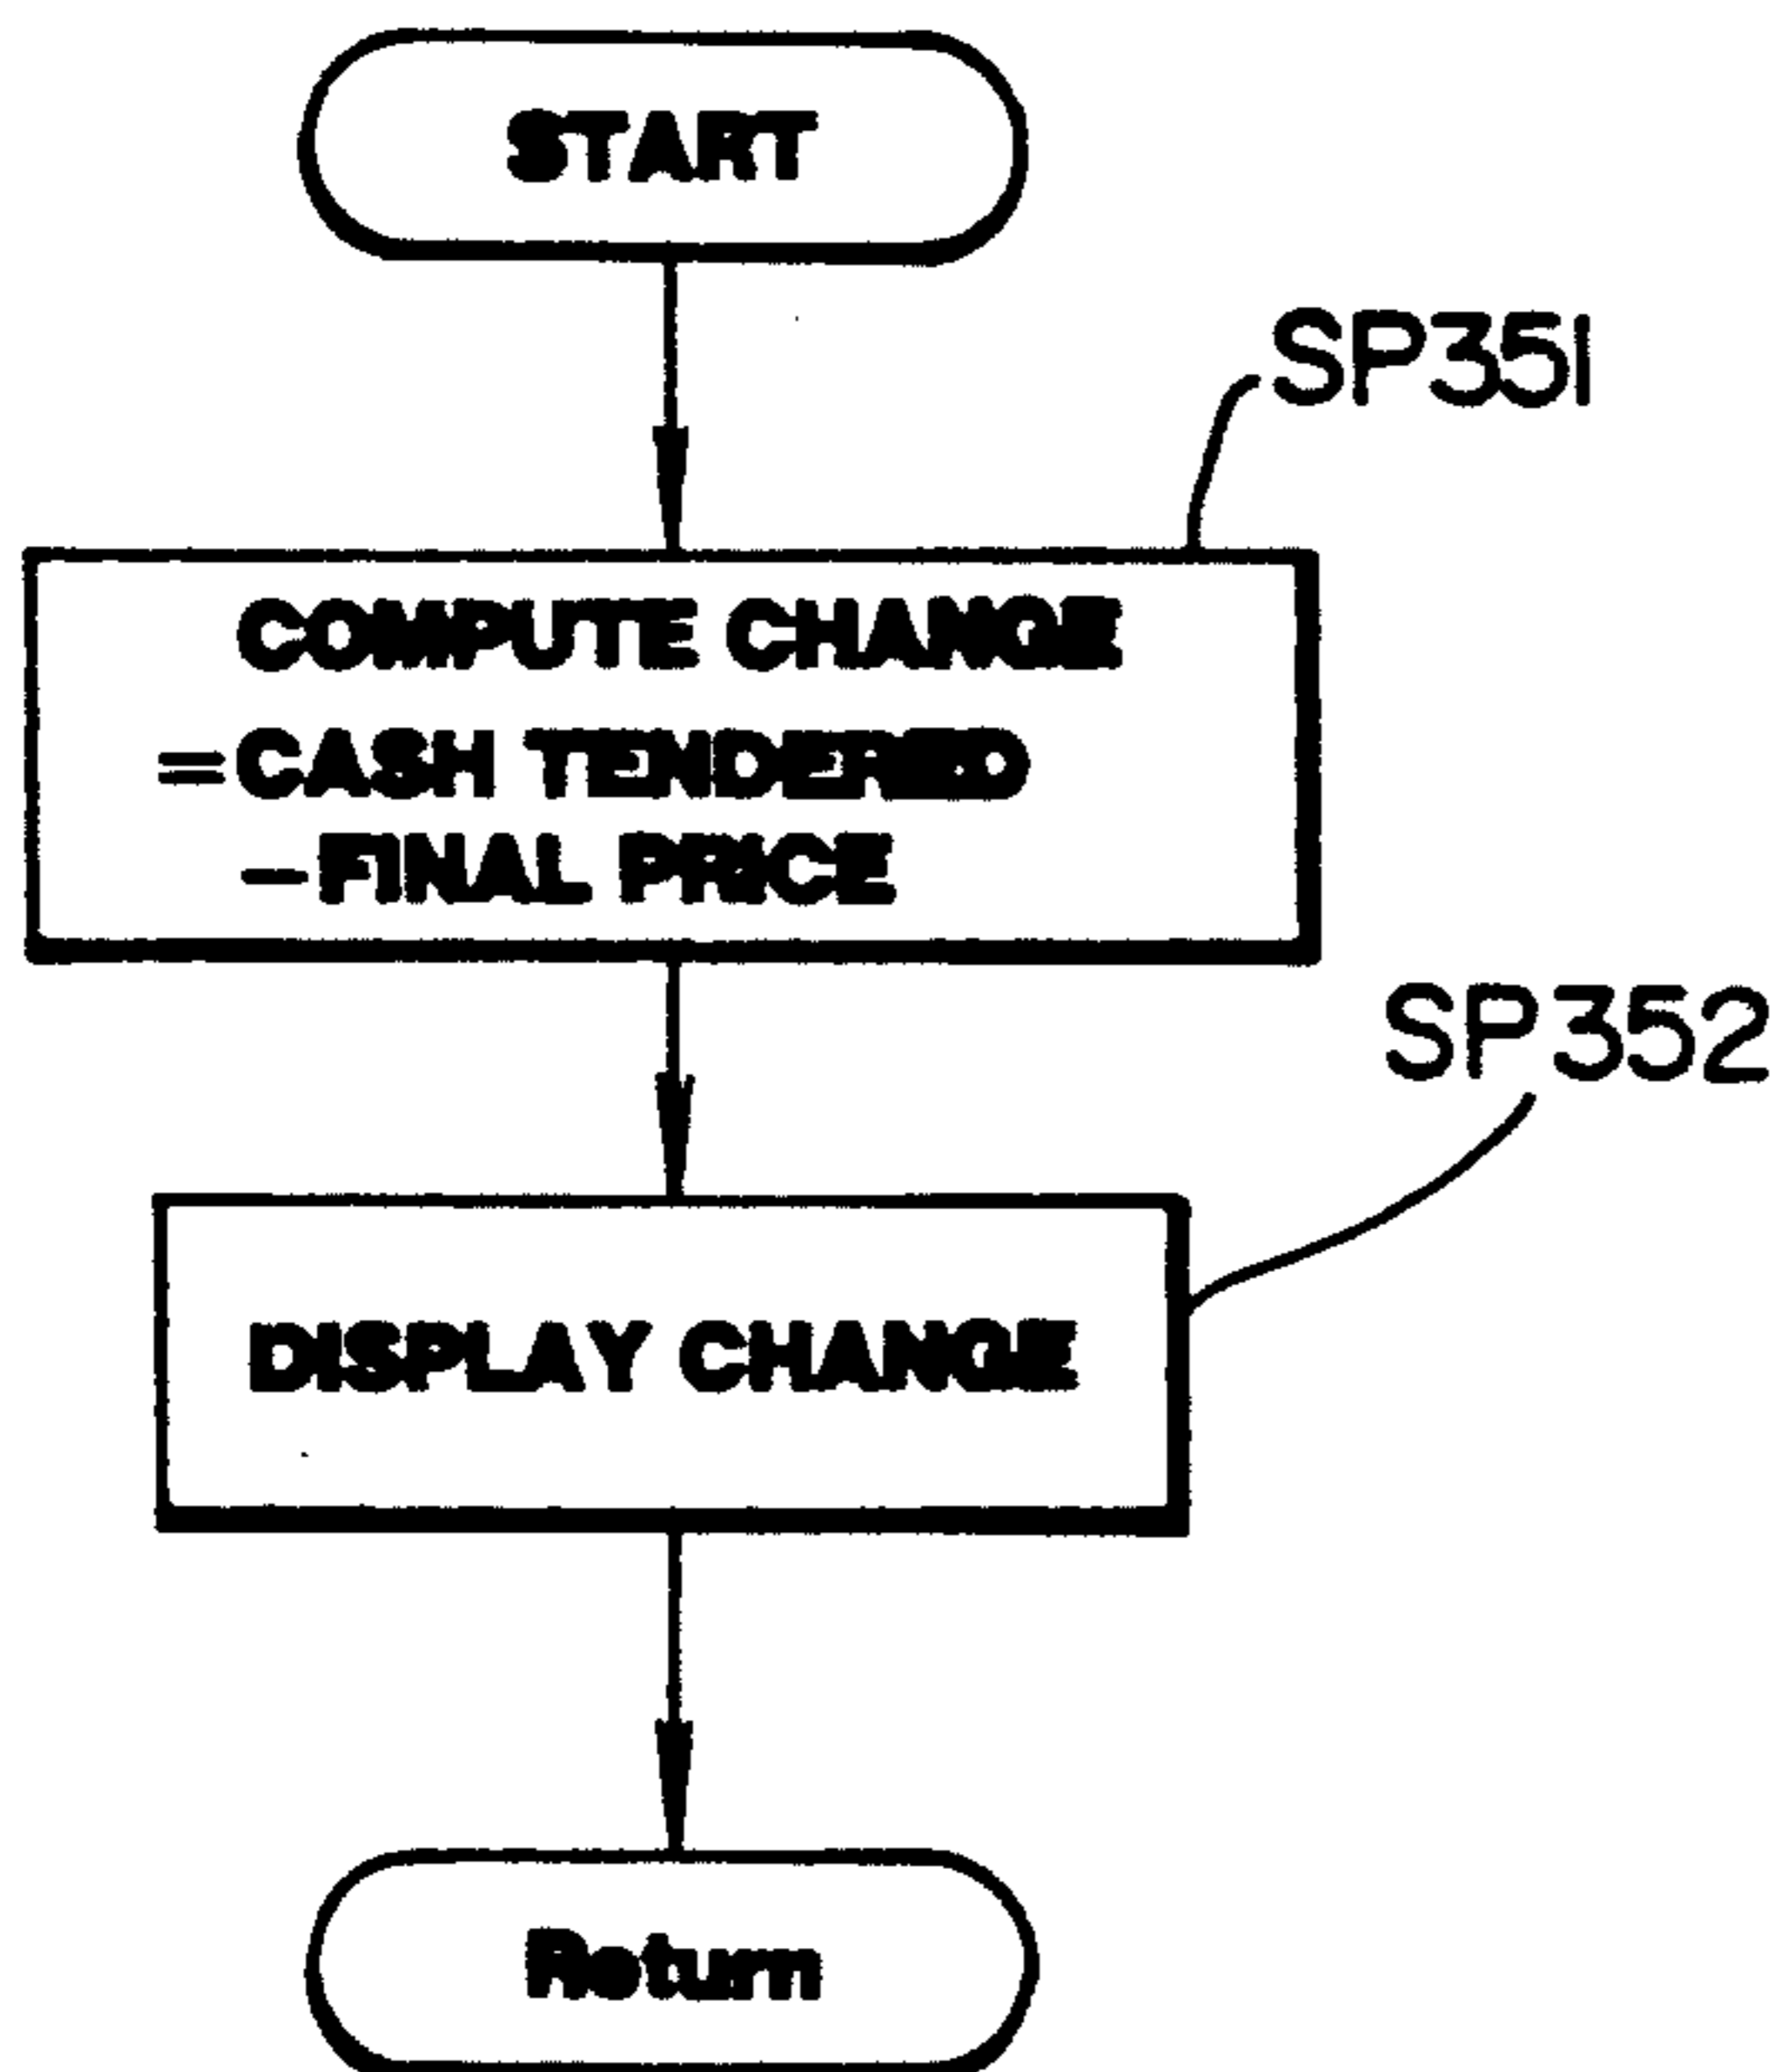 START
SP351
COMPUTE CHANGE
=CASH TENDERED
-FINAL PRICE
SP352
DISPLAY CHANGE
Return